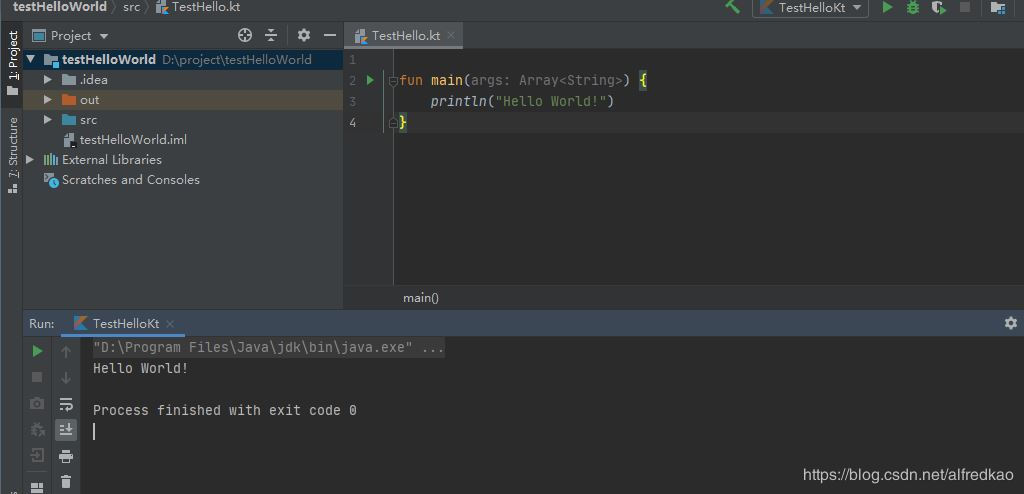 testHelloWorld 〉 src 〉 TestHello.kt
TestHelloKt
1: Project
Project
TestHello.kt
testHelloWorld D:\project\testHelloWorld
.idea
out
src
testHelloWorld.iml
External Libraries
Scratches and Consoles
7: Structure
1
2 fun main(args: Array<String>) {
3 println("Hello World!")
4 }
main()
Run: TestHelloKt
"D:\Program Files\Java\jdk\bin\java.exe" ...
Hello World!
Process finished with exit code 0
https://blog.csdn.net/alfredkao